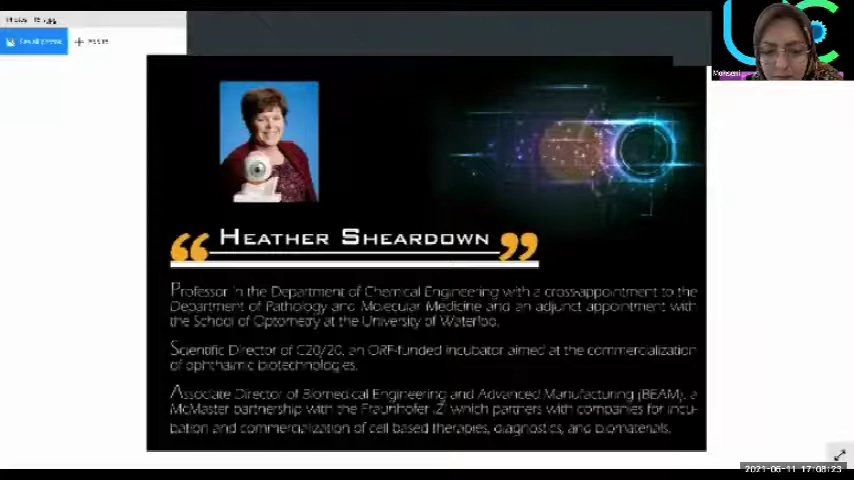 Photos
Mohseni
HEATHER SHEARDOWN
Professor in the Department of Chemical Engineering with a cross-appointment to the
Department of Pathology and Molecular Medicine and an adjunct appointment with
the School of Optometry at the University of Waterloo.
Scientific Director of C20/20, an ORF-funded incubator aimed at the commercialization
of ophthalmic biotechnologies.
Associate Director of Biomedical Engineering and Advanced Manufacturing (BEAM), a
McMaster partnership with the Fraunhofer IZI which partners with companies for incu-
bation and commercialization of cell based therapies, diagnostics, and biomaterials.
2021-06-11 17:08:23